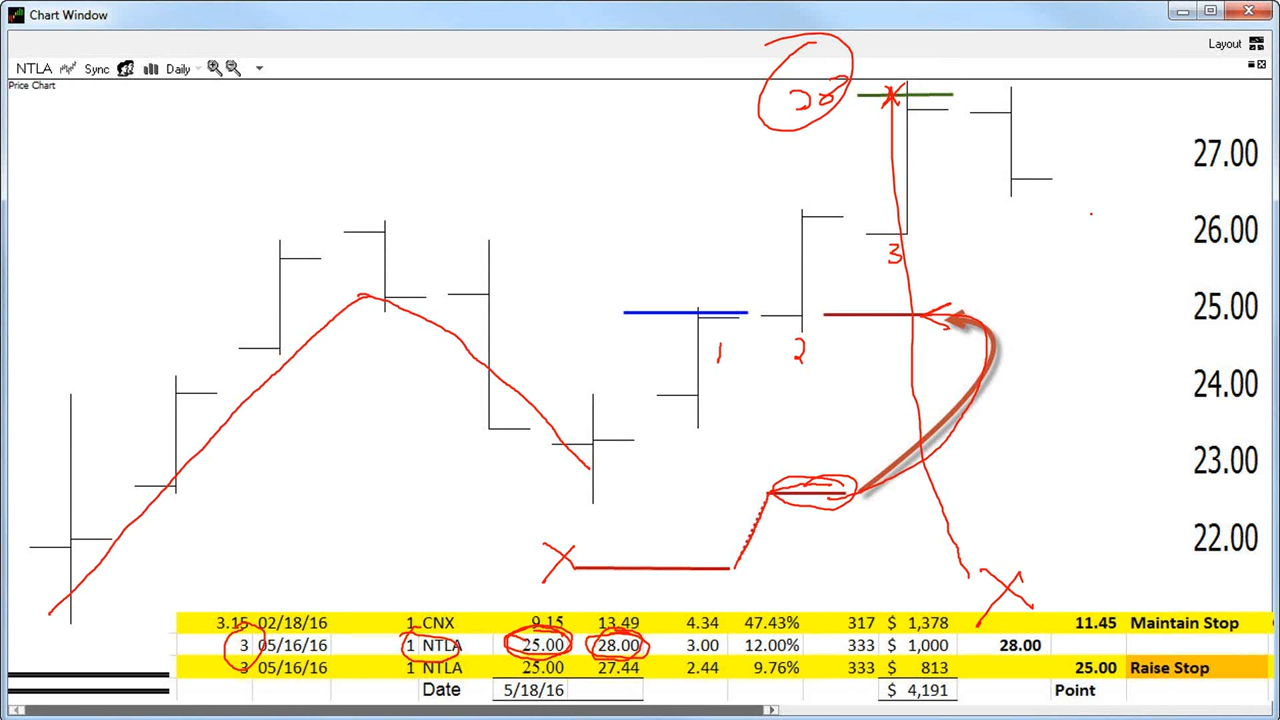 Chart Window
Layout
NTLA Sync Daily
Price Chart
28
27.00
26.00
3
25.00
1 2
24.00
23.00
22.00
3.15 02/18/16 1 CNX 9.15 13.49 4.34 47.43% 317 $ 1,378 11.45 Maintain Stop
3 05/16/16 1 NTLA 25.00 28.00 3.00 12.00% 333 $ 1,000 28.00
3 05/16/16 1 NTLA 25.00 27.44 2.44 9.76% 333 $ 813 25.00 Raise Stop
Date 5/18/16 $ 4,191 Point